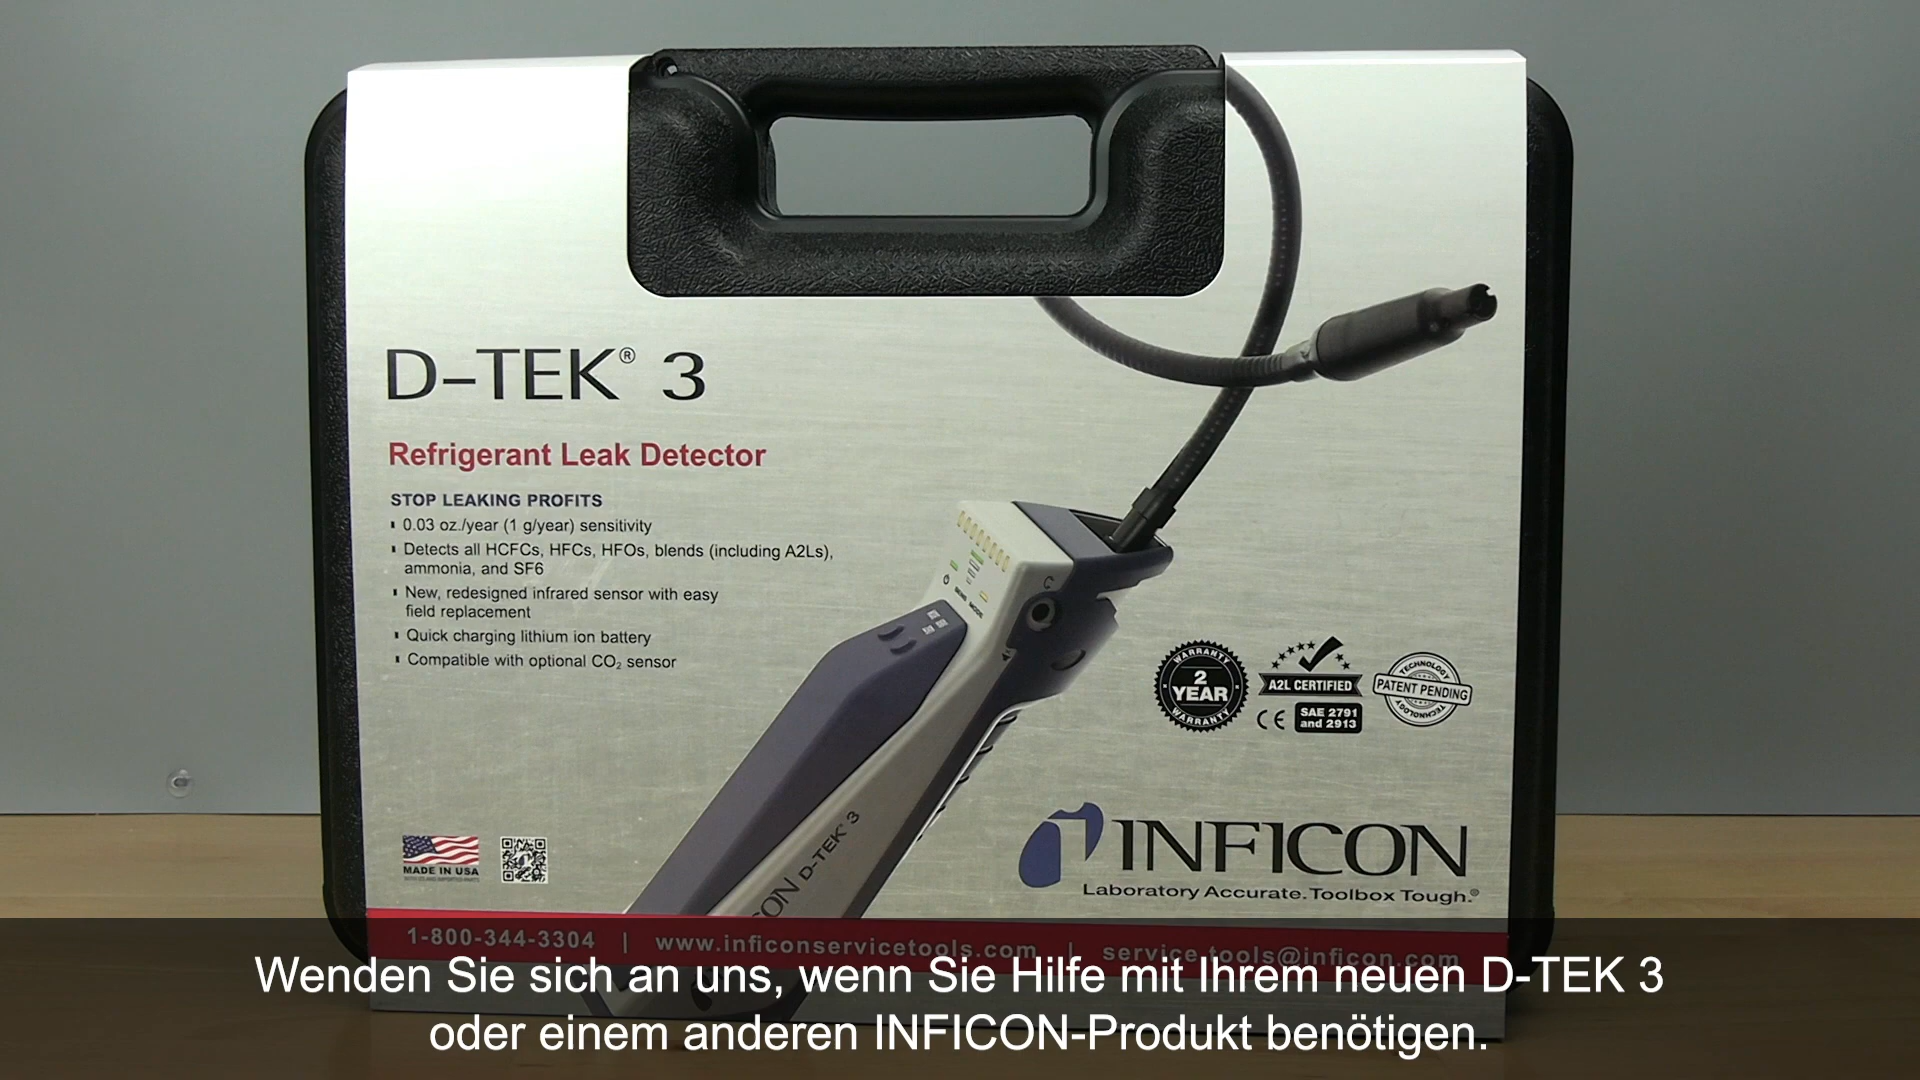 D-TEK® 3
Refrigerant Leak Detector
STOP LEAKING PROFITS
0.03 oz./year (1 g/year) sensitivity
Detects all HCFCs, HFCs, HFOs, blends (including A2Ls),
ammonia, and SF6
New, redesigned infrared sensor with easy
field replacement
Quick charging lithium ion battery
Compatible with optional CO₂ sensor
WARRANTY
2
YEAR
WARRANTY
A2L CERTIFIED
CE
SAE 2791
and 2913
TECHNOLOGY
PATENT PENDING
TECHNOLOGY
CON D-TEK® 3
MADE IN USA
INFICON
Laboratory Accurate. Toolbox Tough.®
1-800-344-3304 | www.inficonservicetools.com | service.tools@inficon.com
Wenden Sie sich an uns, wenn Sie Hilfe mit Ihrem neuen D-TEK 3
oder einem anderen INFICON-Produkt benötigen.